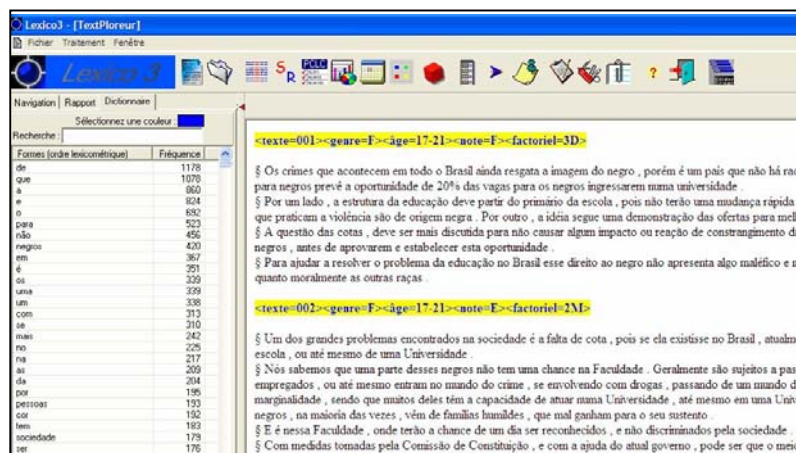 Lexico3 - [TextPloreur]
Fichier Traitement Fenêtre
Lexico 3
Navigation Rapport Dictionnaire
Sélectionnez une couleur :
Recherche :
Formes (ordre lexicométrique) Fréquence
de 1178
que 1078
a 860
e 824
o 692
para 523
não 456
negros 420
em 367
é 351
os 339
uma 339
um 338
com 313
se 310
mais 242
no 225
na 217
as 209
da 204
por 195
pessoas 193
cor 192
tem 183
sociedade 179
ser 176
<texte=001><genre=F><âge=17-21><note=F><factoriel=3D>
§ Os crimes que acontecem em todo o Brasil ainda resgata a imagem do negro , porém é um país que não há rac
para negros prevê a oportunidade de 20% das vagas para os negros ingressarem numa universidade .
§ Por um lado , a estrutura da educação deve partir do primário da escola , pois não terão uma mudança rápida
que praticam a violência são de origem negra . Por outro , a idéia segue uma demonstração das ofertas para mel
§ A questão das cotas , deve ser mais discutida para não causar algum impacto ou reação de constrangimento da
negros , antes de aprovarem e estabelecer esta oportunidade .
§ Para ajudar a resolver o problema da educação no Brasil esse direito ao negro não apresenta algo maléfico e n
quanto moralmente as outras raças .
<texte=002><genre=F><âge=17-21><note=E><factoriel=2M>
§ Um dos grandes problemas encontrados na sociedade é a falta de cota , pois se ela existisse no Brasil , atualm
escola , ou até mesmo de uma Universidade .
§ Nós sabemos que uma parte desses negros não tem uma chance na Faculdade . Geralmente são sujeitos a pas
empregados , ou até mesmo entram no mundo do crime , se envolvendo com drogas , passando de um mundo d
marginalidade , sendo que muitos deles têm a capacidade de atuar numa Universidade , até mesmo em uma Univ
negros , na maioria das vezes , vêm de famílias humildes , que mal ganham para o seu sustento .
§ E é nessa Faculdade , onde terão a chance de um dia ser reconhecidos , e não discriminados pela sociedade .
§ Com medidas tomadas pela Comissão de Constituição , e com a ajuda do atual governo , pode ser que o meio